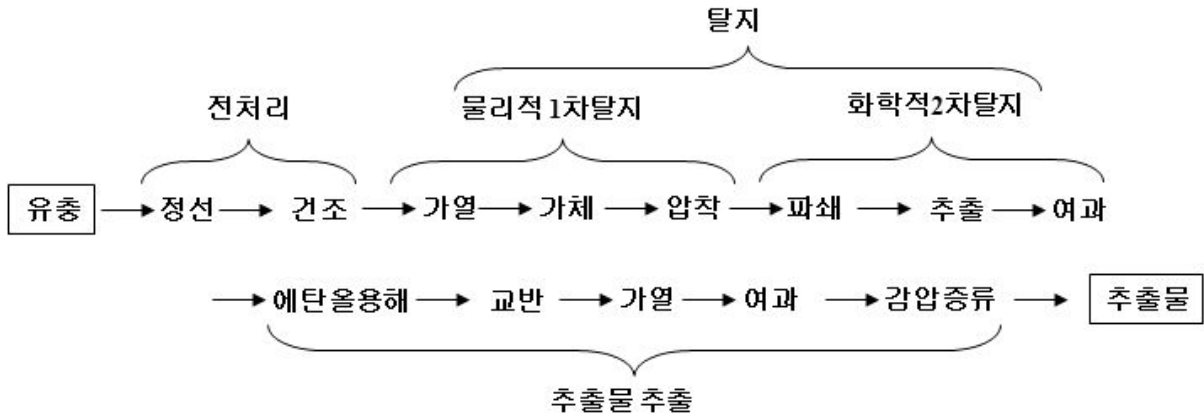 탈지
전처리 물리적 1차탈지 화학적2차탈지
유충 정선 건조 가열 가체 압착 파쇄 추출 여과
에탄올용해 교반 가열 여과 감압증류 추출물
추출물 추출